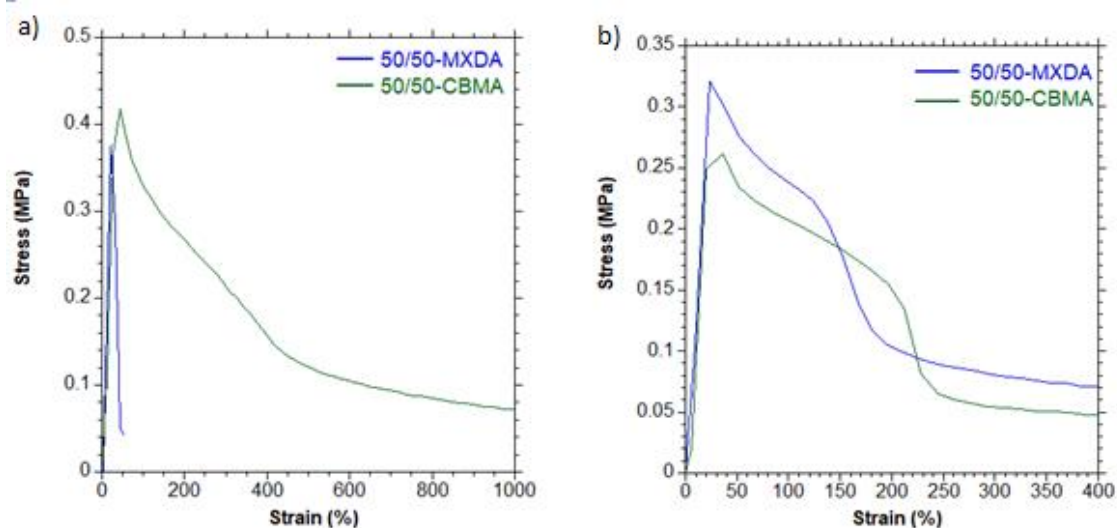 a)
0.5
0.4
0.3
0.2
0.1
0
Stress (MPa)
50/50-MXDA
50/50-CBMA
0 200 400 600 800 1000
Strain (%)
b)
0.35
0.3
0.25
0.2
0.15
0.1
0.05
0
Stress (MPa)
50/50-MXDA
50/50-CBMA
0 50 100 150 200 250 300 350 400
Strain (%)